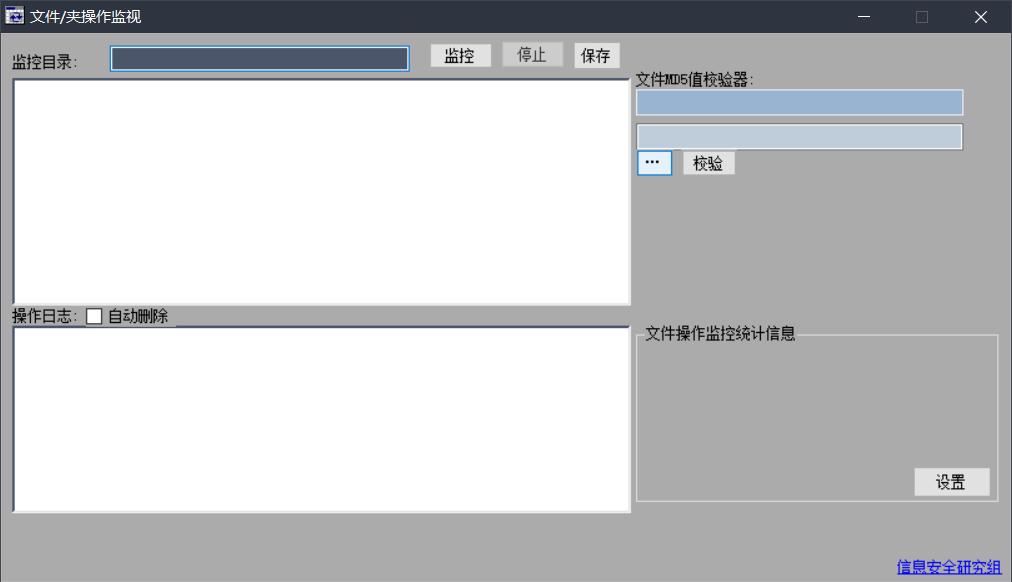 文件/夹操作监视
监控目录:
监控
停止
保存
文件MD5值校验器:
...
校验
操作日志:
自动删除
文件操作监控统计信息
设置
信息安全研究组